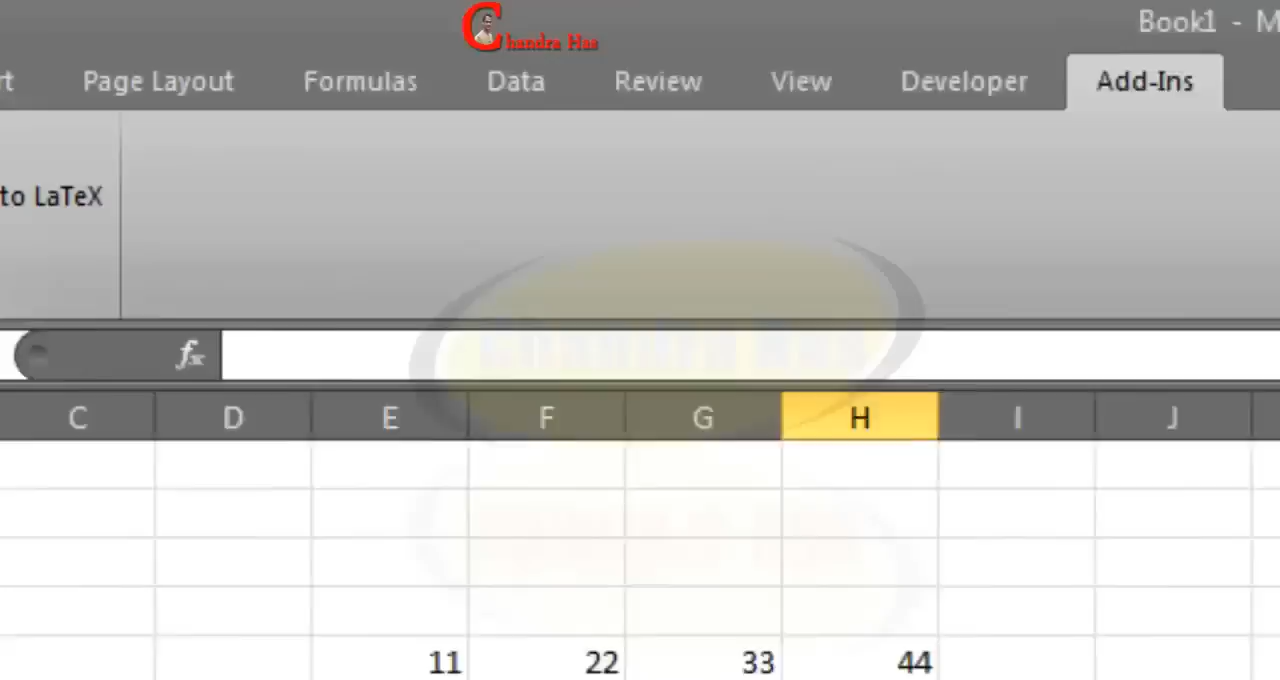 Chandra Has
Book1 - M
rt Page Layout Formulas Data Review View Developer Add-Ins
to LaTeX
fx
C D E F G H I J
11 22 33 44